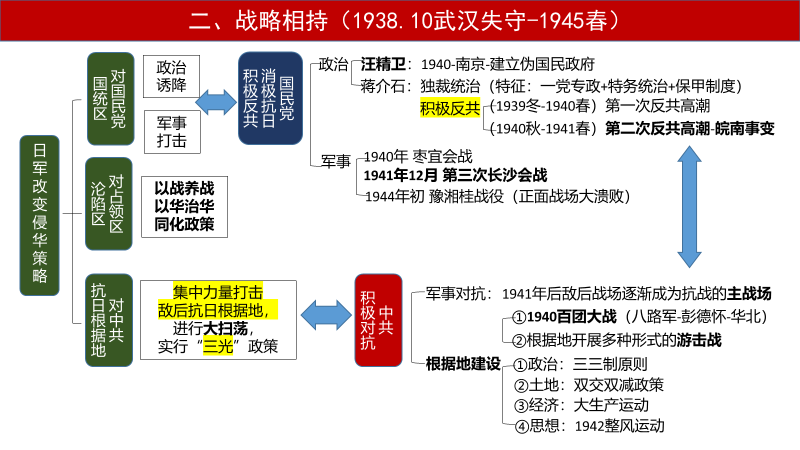 二、战略相持（1938.10武汉失守-1945春）
日军改变侵华策略
对国民党
国统区
政治
诱降
军事
打击
国民党
消极抗日
积极反共
政治
汪精卫：1940-南京-建立伪国民政府
蒋介石：独裁统治（特征：一党专政+特务统治+保甲制度）
积极反共
（1939冬-1940春）第一次反共高潮
（1940秋-1941春）第二次反共高潮-皖南事变
军事
1940年 枣宜会战
1941年12月 第三次长沙会战
1944年初 豫湘桂战役（正面战场大溃败）
对占领区
沦陷区
以战养战
以华治华
同化政策
对中共
抗日根据地
集中力量打击
敌后抗日根据地，
进行大扫荡，
实行“三光”政策
中共
积极对抗
军事对抗：1941年后敌后战场逐渐成为抗战的主战场
①1940百团大战（八路军-彭德怀-华北）
②根据地开展多种形式的游击战
根据地建设
①政治：三三制原则
②土地：双交双减政策
③经济：大生产运动
④思想：1942整风运动